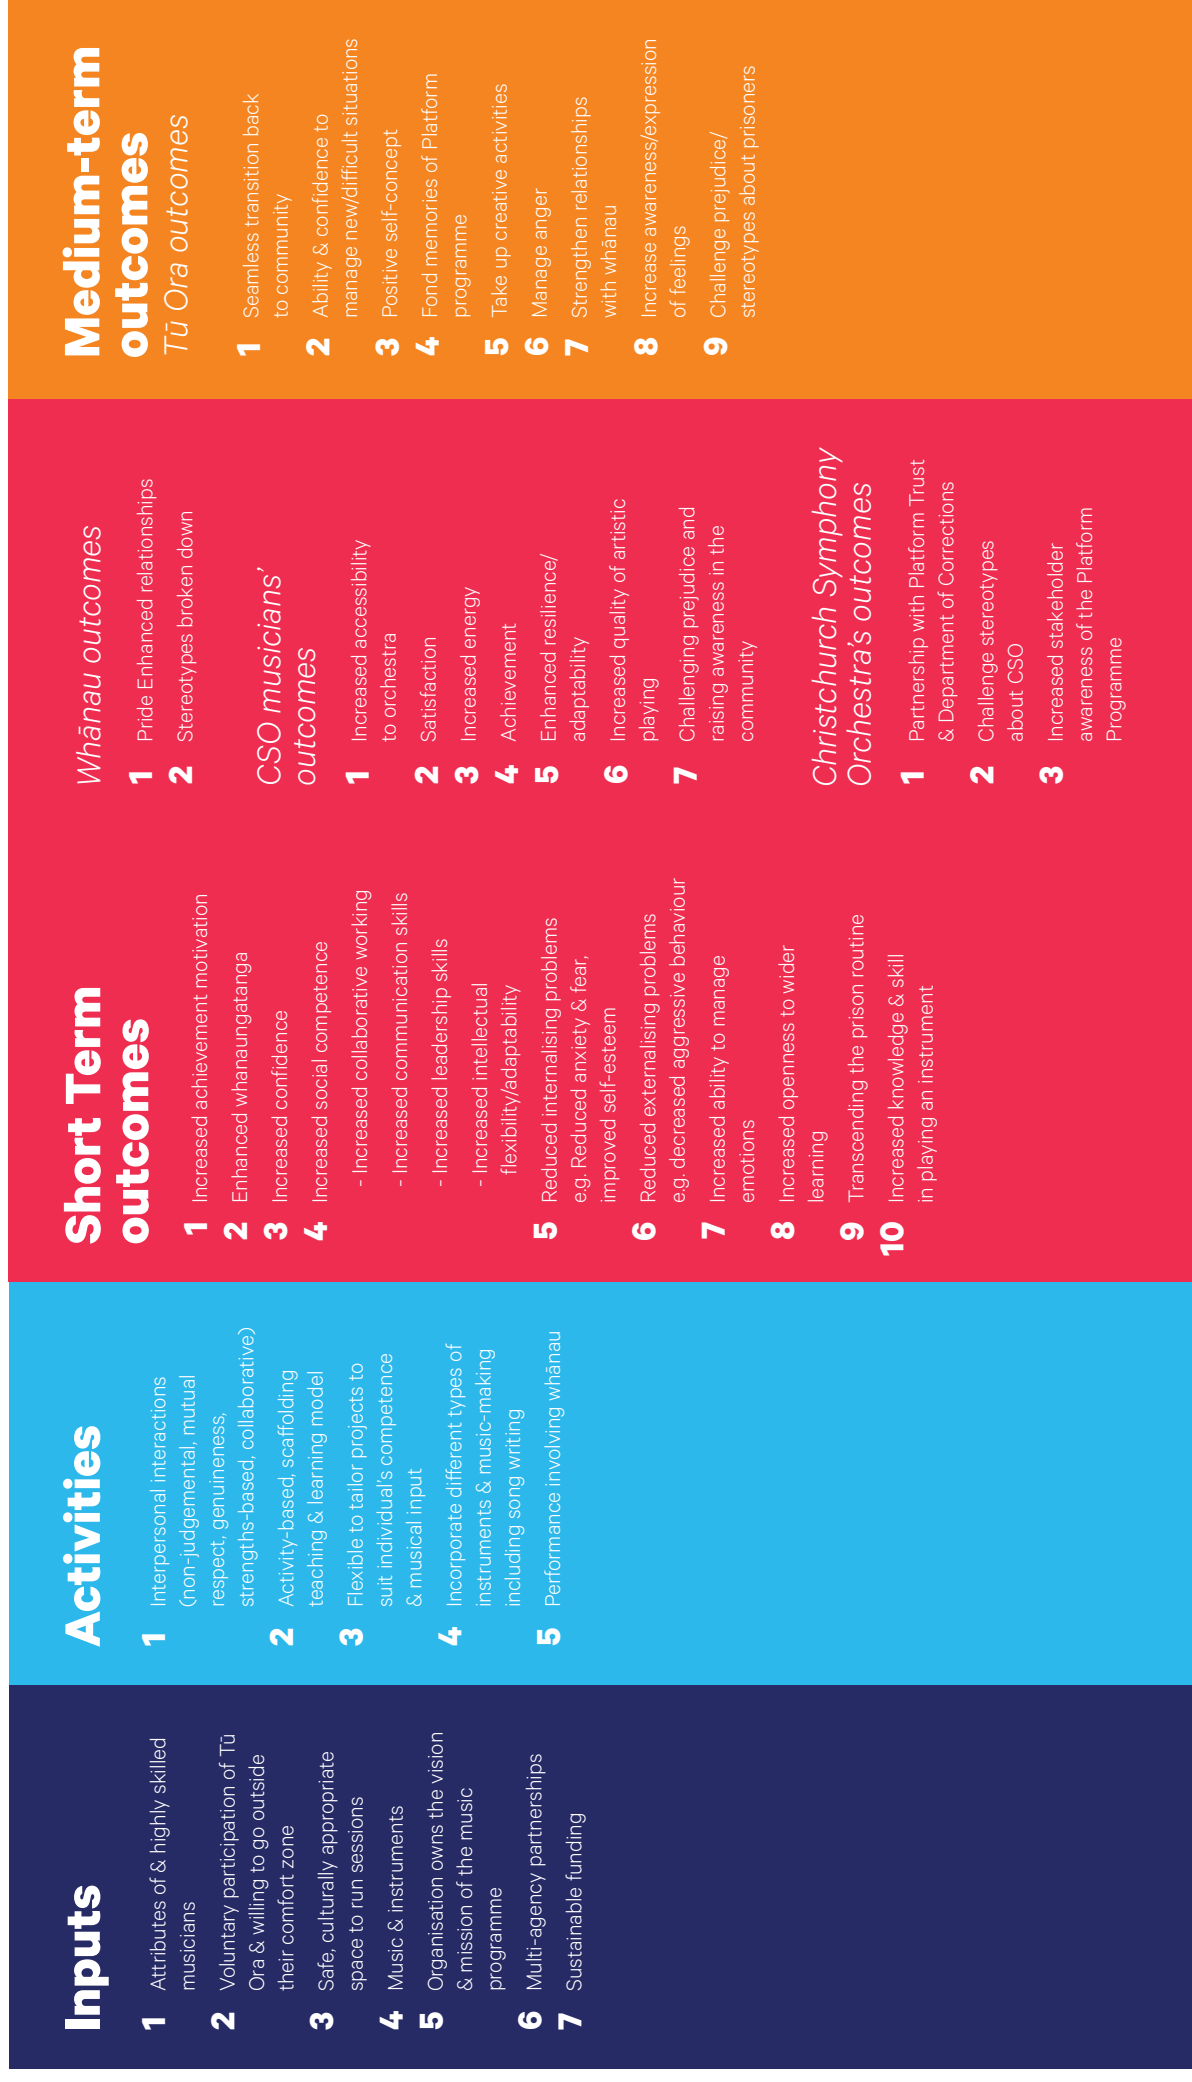 Inputs
1 Attributes of & highly skilled
musicians
2 Voluntary participation of Tū
Ora & willing to go outside
their comfort zone
3 Safe, culturally appropriate
space to run sessions
4 Music & instruments
5 Organisation owns the vision
& mission of the music
programme
6 Multi-agency partnerships
7 Sustainable funding
Activities
1 Interpersonal interactions
(non-judgemental, mutual
respect, genuineness,
strengths-based, collaborative)
2 Activity-based, scaffolding
teaching & learning model
3 Flexible to tailor projects to
suit individual's competence
& musical input
4 Incorporate different types of
instruments & music-making
including song writing
5 Performance involving whānau
Short Term
outcomes
1 Increased achievement motivation
2 Enhanced whanaungatanga
3 Increased confidence
4 Increased social competence
- Increased collaborative working
- Increased communication skills
- Increased leadership skills
- Increased intellectual
flexibility/adaptability
5 Reduced internalising problems
e.g. Reduced anxiety & fear,
improved self-esteem
6 Reduced externalising problems
e.g. decreased aggressive behaviour
7 Increased ability to manage
emotions
8 Increased openness to wider
learning
9 Transcending the prison routine
10 Increased knowledge & skill
in playing an instrument
Whānau outcomes
1 Pride Enhanced relationships
2 Stereotypes broken down
CSO musicians’
outcomes
1 Increased accessibility
to orchestra
2 Satisfaction
3 Increased energy
4 Achievement
5 Enhanced resilience/
adaptability
6 Increased quality of artistic
playing
7 Challenging prejudice and
raising awareness in the
community
Christchurch Symphony
Orchestra’s outcomes
1 Partnership with Platform Trust
& Department of Corrections
2 Challenge stereotypes
about CSO
3 Increased stakeholder
awareness of the Platform
Programme
Medium-term
outcomes
Tū Ora outcomes
1 Seamless transition back
to community
2 Ability & confidence to
manage new/difficult situations
3 Positive self-concept
4 Fond memories of Platform
programme
5 Take up creative activities
6 Manage anger
7 Strengthen relationships
with whānau
8 Increase awareness/expression
of feelings
9 Challenge prejudice/
stereotypes about prisoners